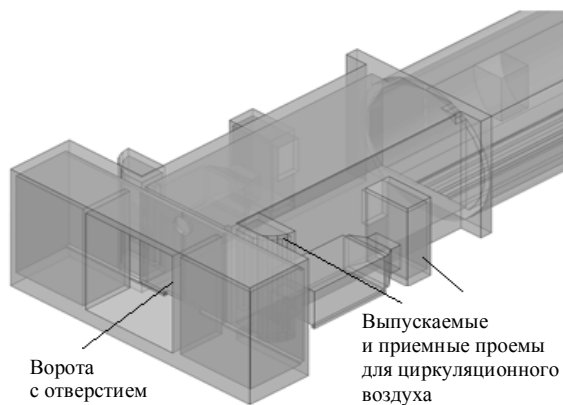 Ворота
с отверстием
Выпускаемые
и приемные проемы
для циркуляционного
воздуха